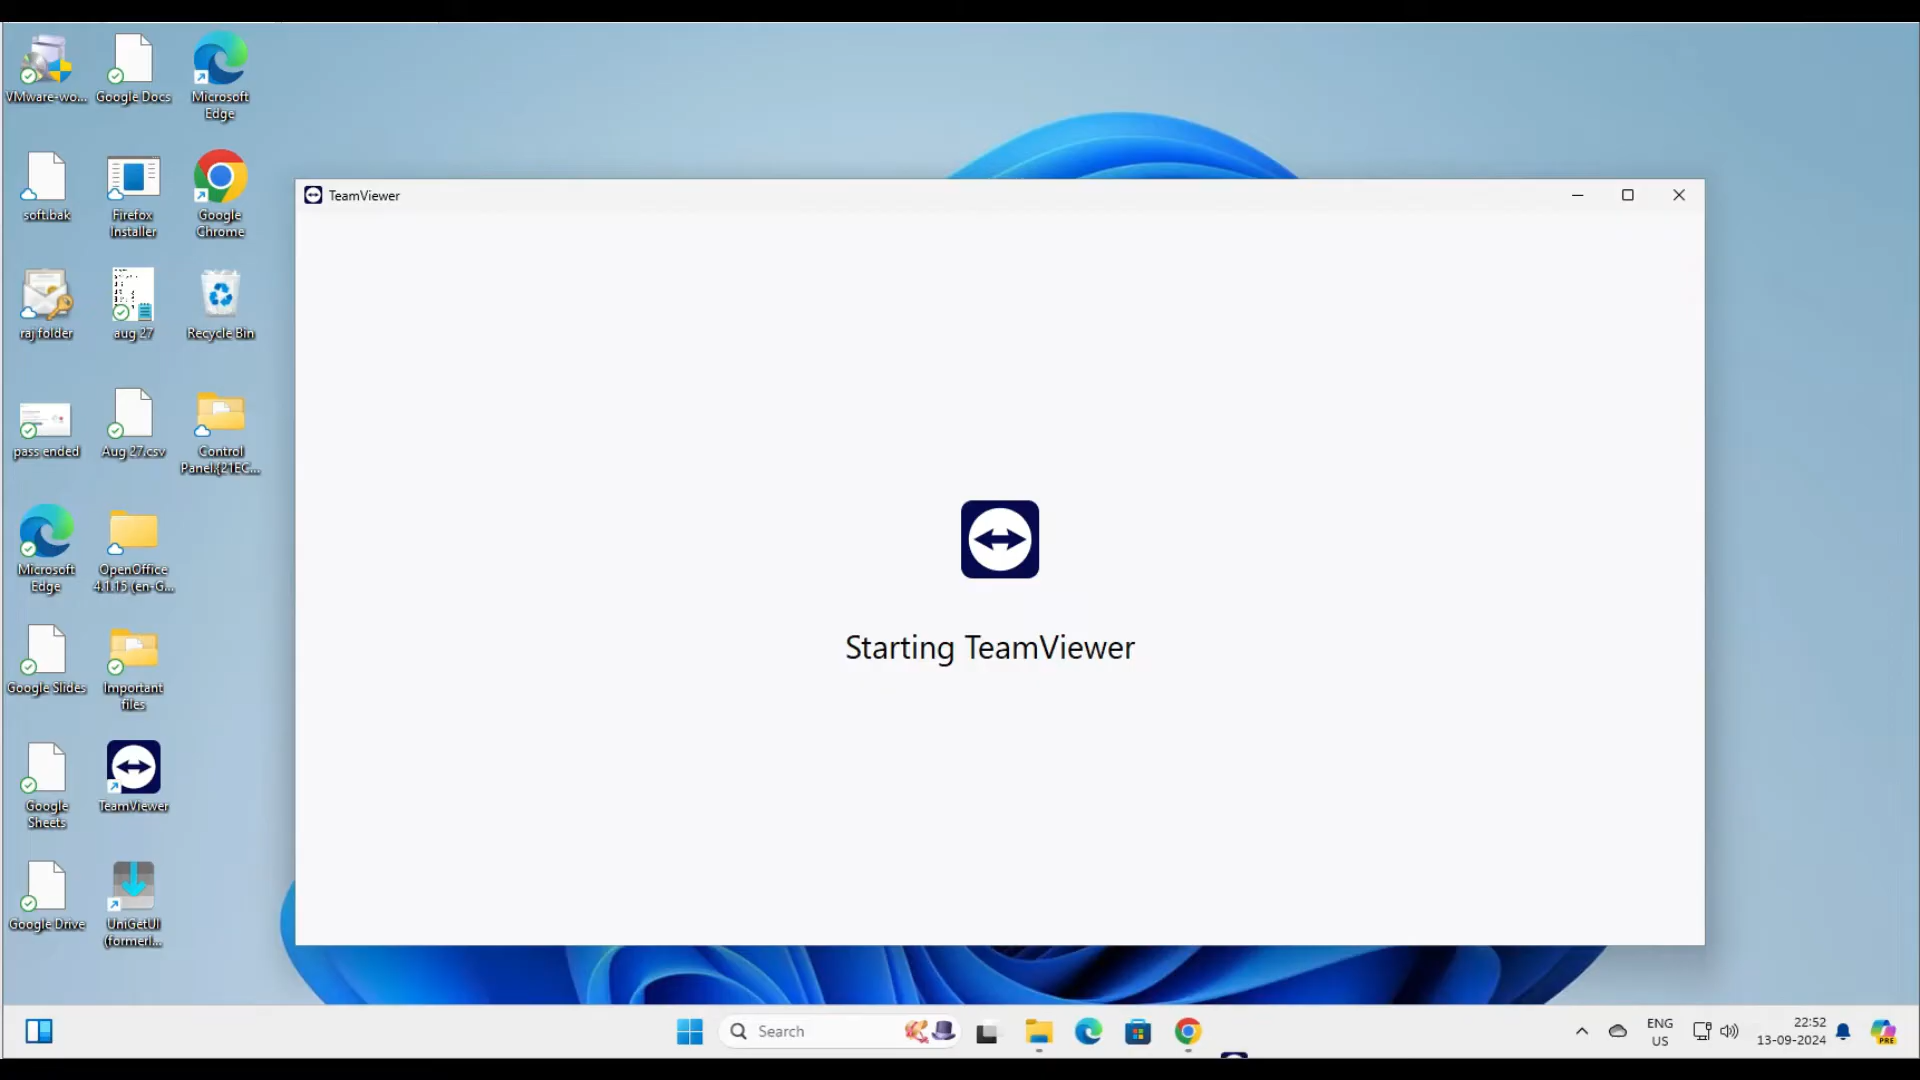 VMware-wo...
Google Docs
Microsoft
Edge
soft.bak
Firefox
Installer
Google
Chrome
raj folder
aug 27
Recycle Bin
pass ended
Aug 27.csv
Control
Panel.{21EC...
Microsoft
Edge
OpenOffice
4.1.15 (en-G...
Google Slides
Important
files
Google
Sheets
TeamViewer
Google Drive
UniGetUI
(formerl...
TeamViewer
Starting TeamViewer
Search
ENG
US
22:52
13-09-2024
PRE